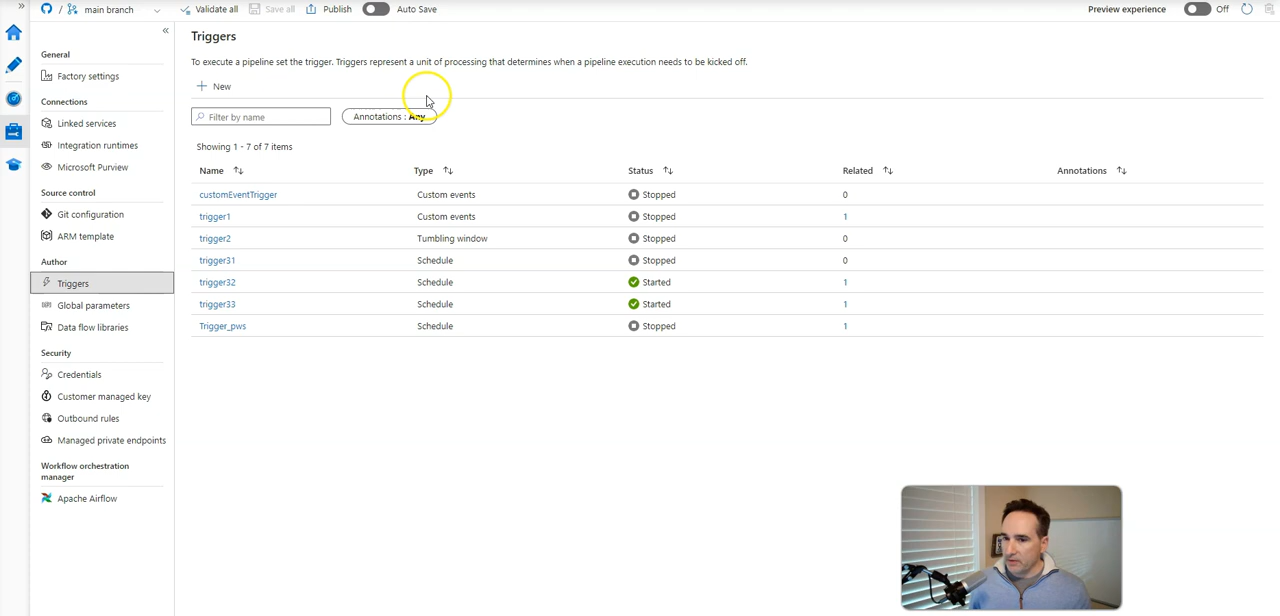 » / main branch Validate all Save all Publish Auto Save Preview experience Off
«
General
Factory settings
Connections
Linked services
Integration runtimes
Microsoft Purview
Source control
Git configuration
ARM template
Author
Triggers
Global parameters
Data flow libraries
Security
Credentials
Customer managed key
Outbound rules
Managed private endpoints
Workflow orchestration
manager
Apache Airflow
Triggers
To execute a pipeline set the trigger. Triggers represent a unit of processing that determines when a pipeline execution needs to be kicked off.
+ New
Filter by name Annotations : Any
Showing 1 - 7 of 7 items
Name Type Status Related Annotations
customEventTrigger Custom events Stopped 0
trigger1 Custom events Stopped 1
trigger2 Tumbling window Stopped 0
trigger31 Schedule Stopped 0
trigger32 Schedule Started 1
trigger33 Schedule Started 1
Trigger_pws Schedule Stopped 1